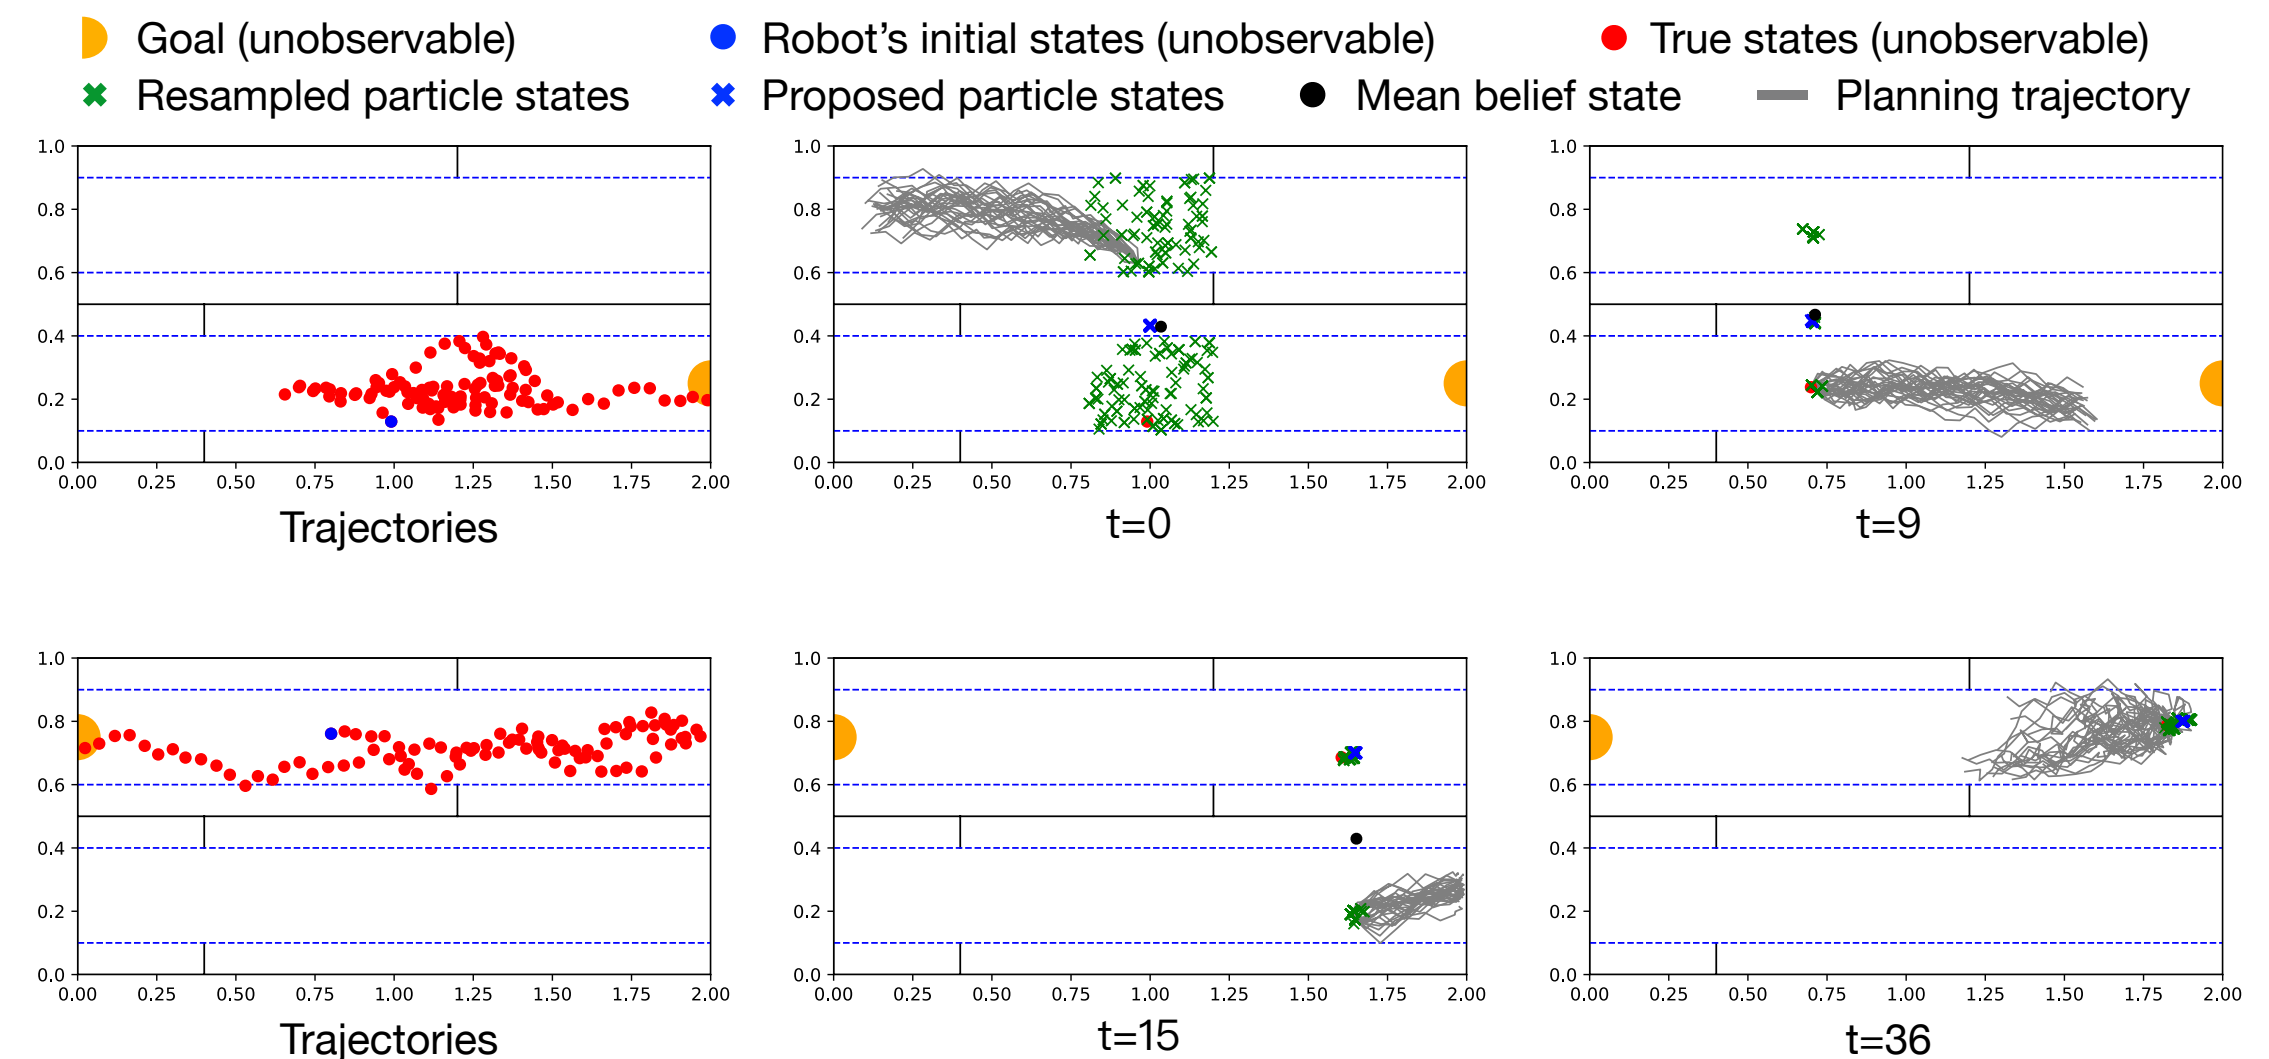 Goal (unobservable) Robot's initial states (unobservable) True states (unobservable)
Resampled particle states Proposed particle states Mean belief state Planning trajectory
1.0 1.0 1.0
0.8 0.8 0.8
0.6 0.6 0.6
0.4 0.4 0.4
0.2 0.2 0.2
0.0 0.0 0.0
0.00 0.25 0.50 0.75 1.00 1.25 1.50 1.75 2.00 0.00 0.25 0.50 0.75 1.00 1.25 1.50 1.75 2.00 0.00 0.25 0.50 0.75 1.00 1.25 1.50 1.75 2.00
Trajectories t=0 t=9
1.0 1.0 1.0
0.8 0.8 0.8
0.6 0.6 0.6
0.4 0.4 0.4
0.2 0.2 0.2
0.0 0.0 0.0
0.00 0.25 0.50 0.75 1.00 1.25 1.50 1.75 2.00 0.00 0.25 0.50 0.75 1.00 1.25 1.50 1.75 2.00 0.00 0.25 0.50 0.75 1.00 1.25 1.50 1.75 2.00
Trajectories t=15 t=36